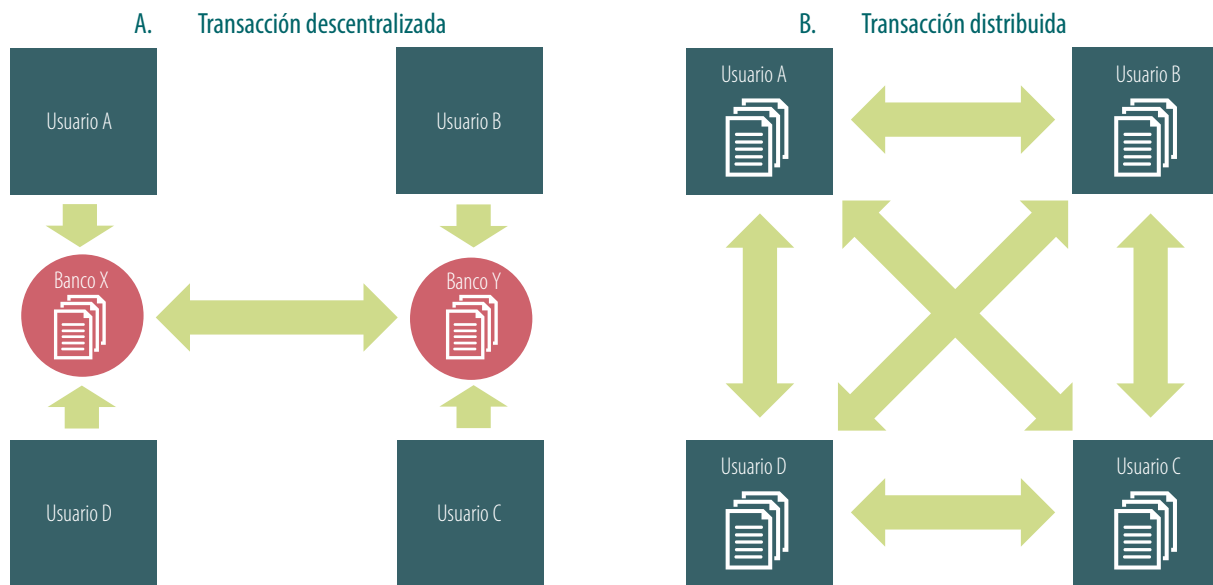 A. Transacción descentralizada
Usuario A
Usuario B
Banco X
Banco Y
Usuario D
Usuario C
B. Transacción distribuida
Usuario A
Usuario B
Usuario D
Usuario C